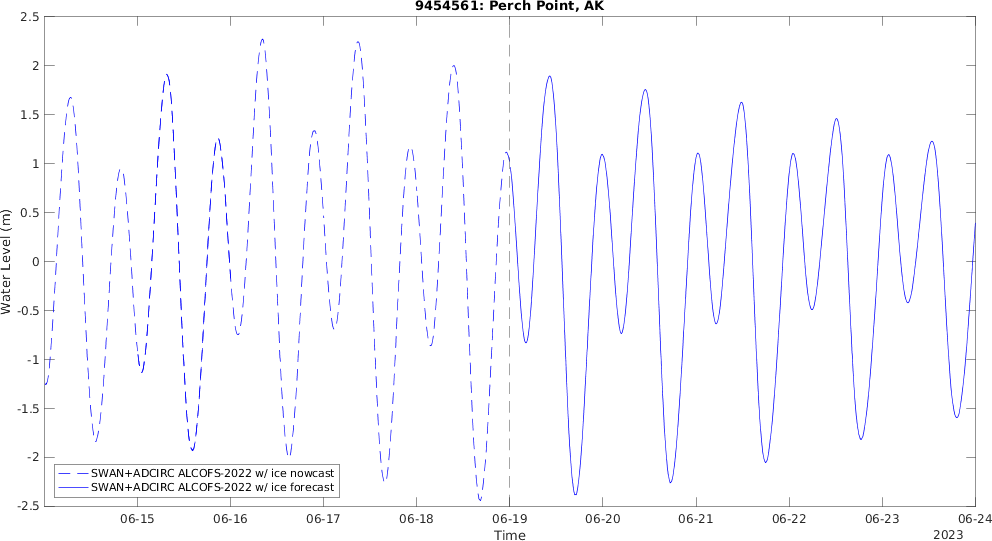 9454561: Perch Point, AK
2.5
2
1.5
1
0.5
0
-0.5
-1
-1.5
-2
-2.5
Water Level (m)
SWAN+ADCIRC ALCOFS-2022 w/ ice nowcast
SWAN+ADCIRC ALCOFS-2022 w/ ice forecast
06-15 06-16 06-17 06-18 06-19 06-20 06-21 06-22 06-23 06-24
Time
2023